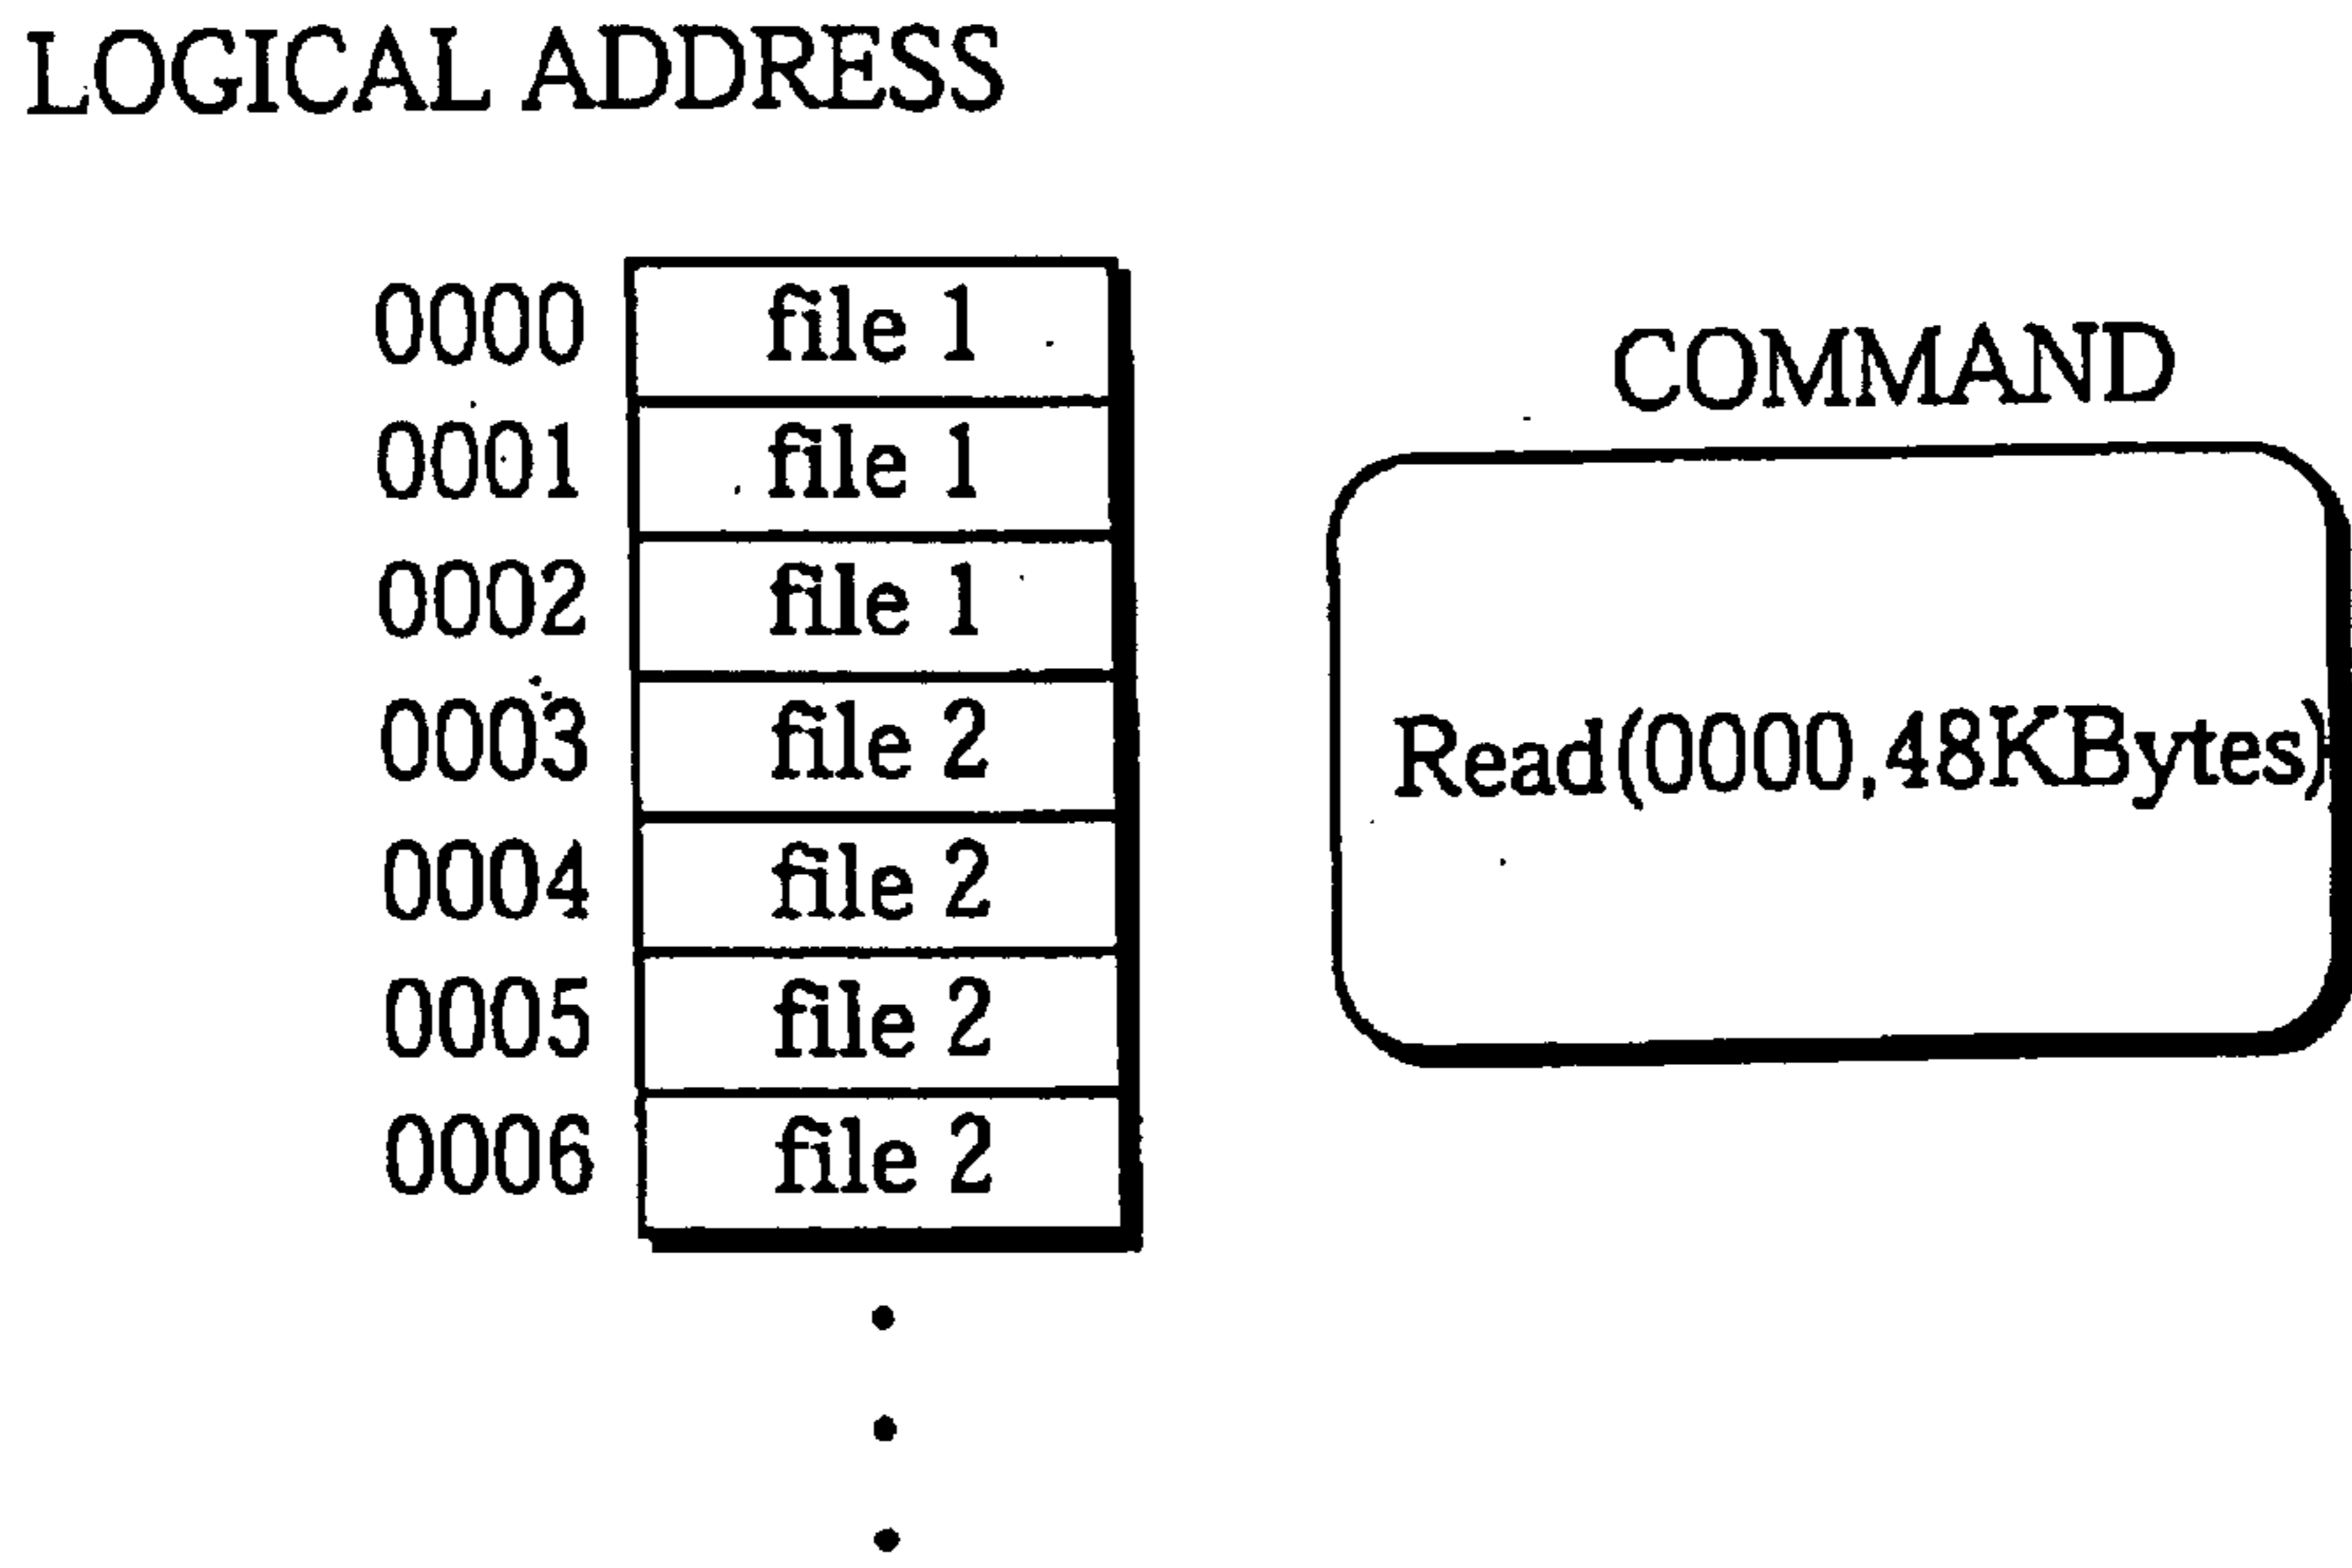 LOGICAL ADDRESS
0000 file 1
0001 file 1
0002 file 1
0003 file 2
0004 file 2
0005 file 2
0006 file 2
COMMAND
Read(0000,48KBytes)